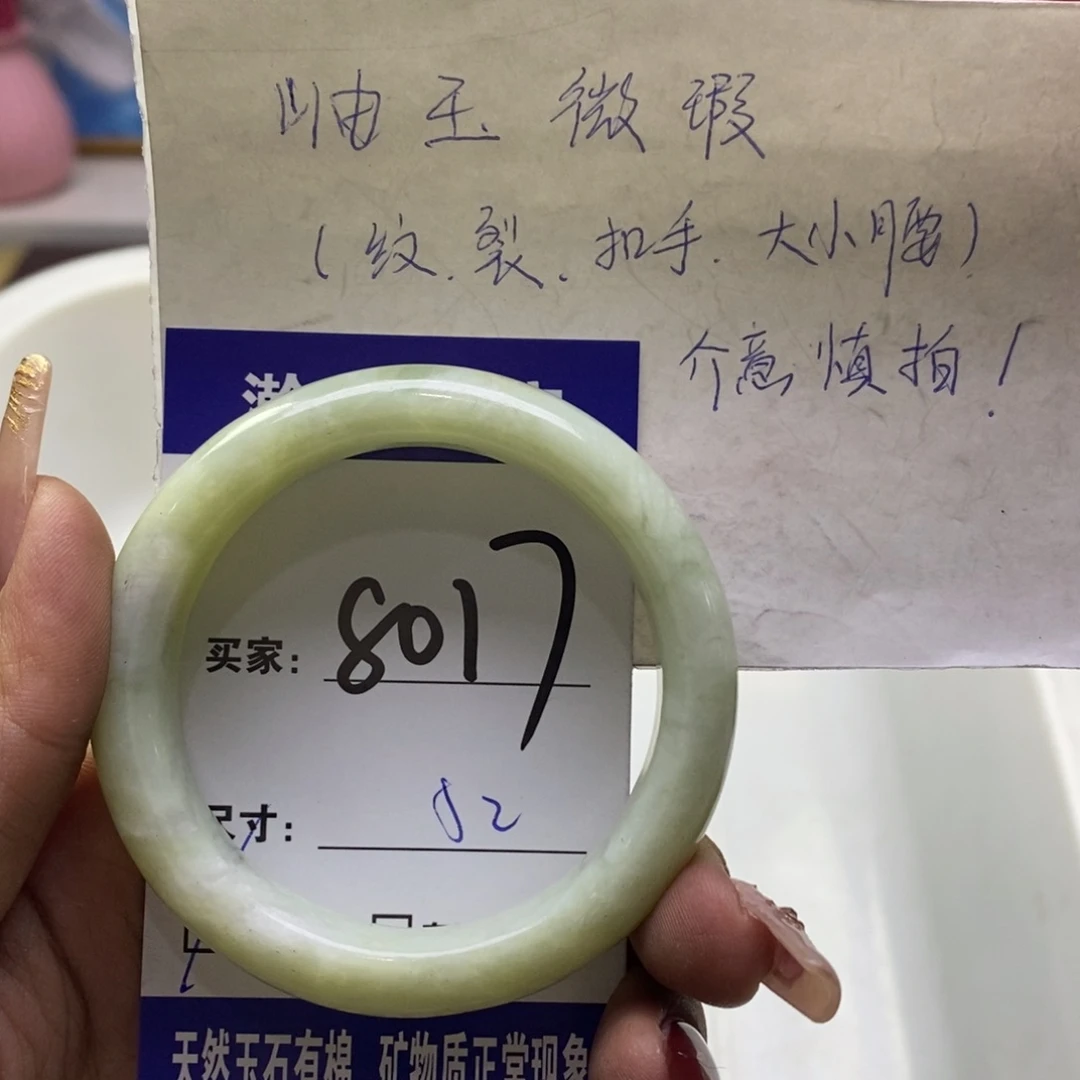 岫玉 微瑕
(纹.裂.扣手.大小腰)
介意慎拍!
买家: 8017
尺寸: 52
天然玉石有棉 矿物质正常现象